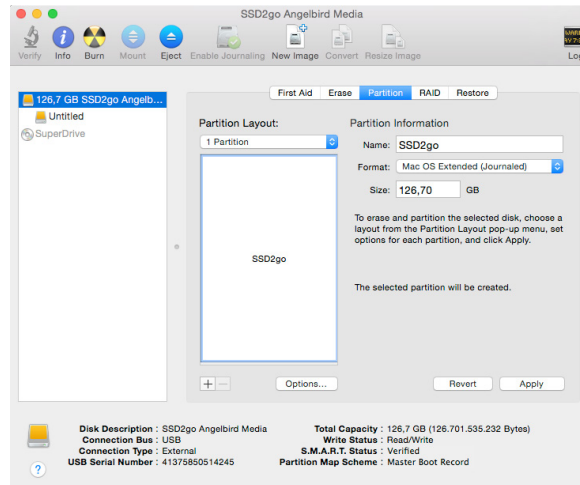 SSD2go Angelbird Media
Verify Info Burn Mount Eject Enable Journaling New Image Convert Resize Image
First Aid Erase Partition RAID Restore
126,7 GB SSD2go Angelb...
Untitled
SuperDrive
Partition Layout:
1 Partition
SSD2go
+ − Options...
Partition Information
Name: SSD2go
Format: Mac OS Extended (Journaled)
Size: 126,70 GB
To erase and partition the selected disk, choose a
layout from the Partition Layout pop-up menu, set
options for each partition, and click Apply.
The selected partition will be created.
Revert Apply
Disk Description : SSD2go Angelbird Media
Connection Bus : USB
Connection Type : External
USB Serial Number : 41375850514245
Total Capacity : 126,7 GB (126.701.535.232 Bytes)
Write Status : Read/Write
S.M.A.R.T. Status : Verified
Partition Map Scheme : Master Boot Record
?